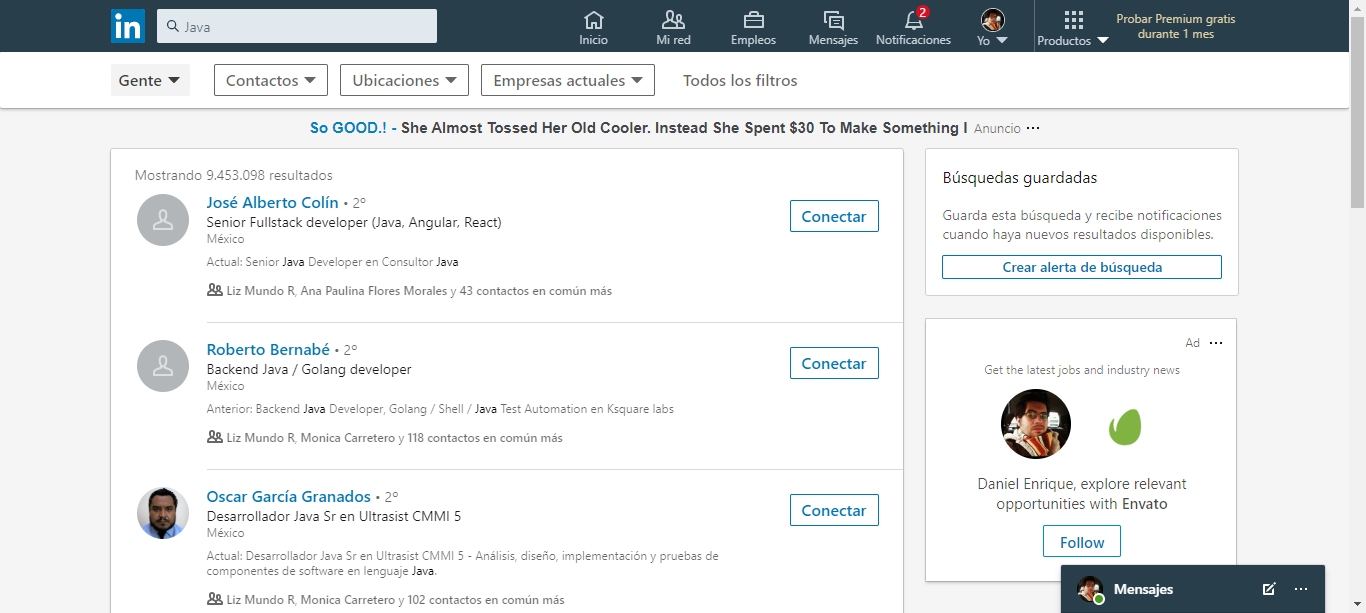 in
Java
Inicio
Mi red
Empleos
Mensajes
2
Notificaciones
Yo
Productos
Probar Premium gratis
durante 1 mes
Gente
Contactos
Ubicaciones
Empresas actuales
Todos los filtros
So GOOD.! - She Almost Tossed Her Old Cooler. Instead She Spent $30 To Make Something I Anuncio ···
Mostrando 9.453.098 resultados
José Alberto Colín • 2º
Senior Fullstack developer (Java, Angular, React)
México
Actual: Senior Java Developer en Consultor Java
Liz Mundo R, Ana Paulina Flores Morales y 43 contactos en común más
Conectar
Roberto Bernabé • 2º
Backend Java / Golang developer
México
Anterior: Backend Java Developer, Golang / Shell / Java Test Automation en Ksquare labs
Liz Mundo R, Monica Carretero y 118 contactos en común más
Conectar
Oscar García Granados • 2º
Desarrollador Java Sr en Ultrasist CMMI 5
México
Actual: Desarrollador Java Sr en Ultrasist CMMI 5 - Análisis, diseño, implementación y pruebas de
componentes de software en lenguaje Java.
Liz Mundo R, Monica Carretero y 102 contactos en común más
Conectar
Búsquedas guardadas
Guarda esta búsqueda y recibe notificaciones
cuando haya nuevos resultados disponibles.
Crear alerta de búsqueda
Ad ···
Get the latest jobs and industry news
Daniel Enrique, explore relevant
opportunities with Envato
Follow
Mensajes